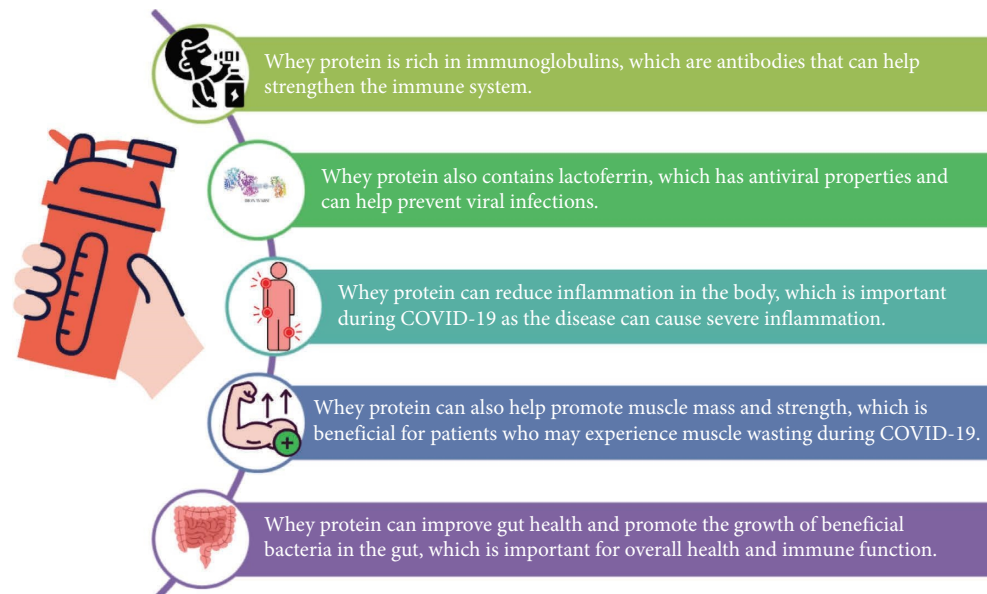 Whey protein is rich in immunoglobulins, which are antibodies that can help
strengthen the immune system.
Whey protein also contains lactoferrin, which has antiviral properties and
can help prevent viral infections.
Whey protein can reduce inflammation in the body, which is important
during COVID-19 as the disease can cause severe inflammation.
Whey protein can also help promote muscle mass and strength, which is
beneficial for patients who may experience muscle wasting during COVID-19.
Whey protein can improve gut health and promote the growth of beneficial
bacteria in the gut, which is important for overall health and immune function.